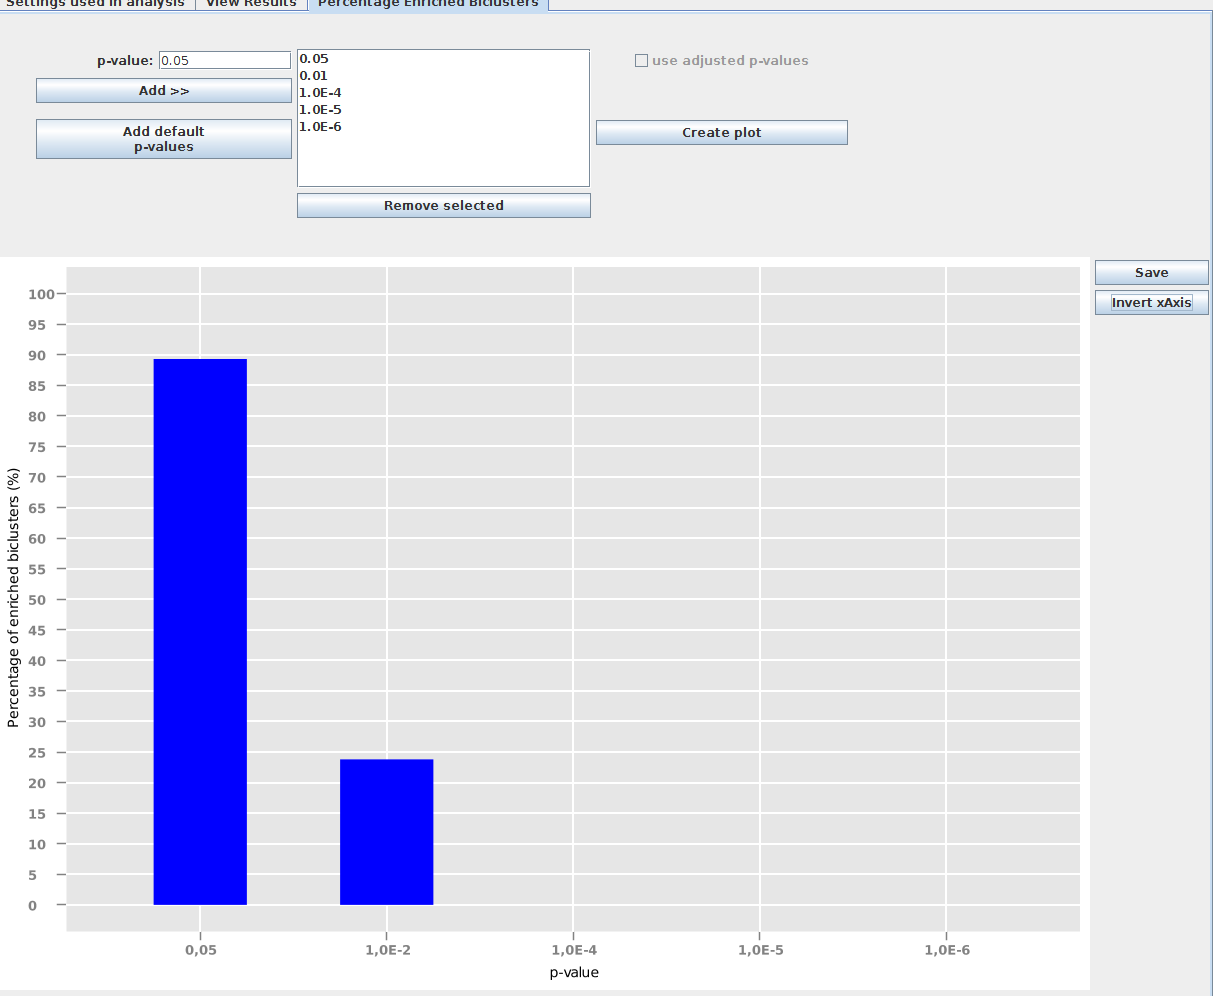 Settings used in analysis View Results Percentage Enriched Biclusters
p-value: 0.05
Add >>
Add default
p-values
0.05
0.01
1.0E-4
1.0E-5
1.0E-6
Remove selected
use adjusted p-values
Create plot
Save
Invert xAxis
Percentage of enriched biclusters (%)
100
95
90
85
80
75
70
65
60
55
50
45
40
35
30
25
20
15
10
5
0
0,05 1,0E-2 1,0E-4 1,0E-5 1,0E-6
p-value